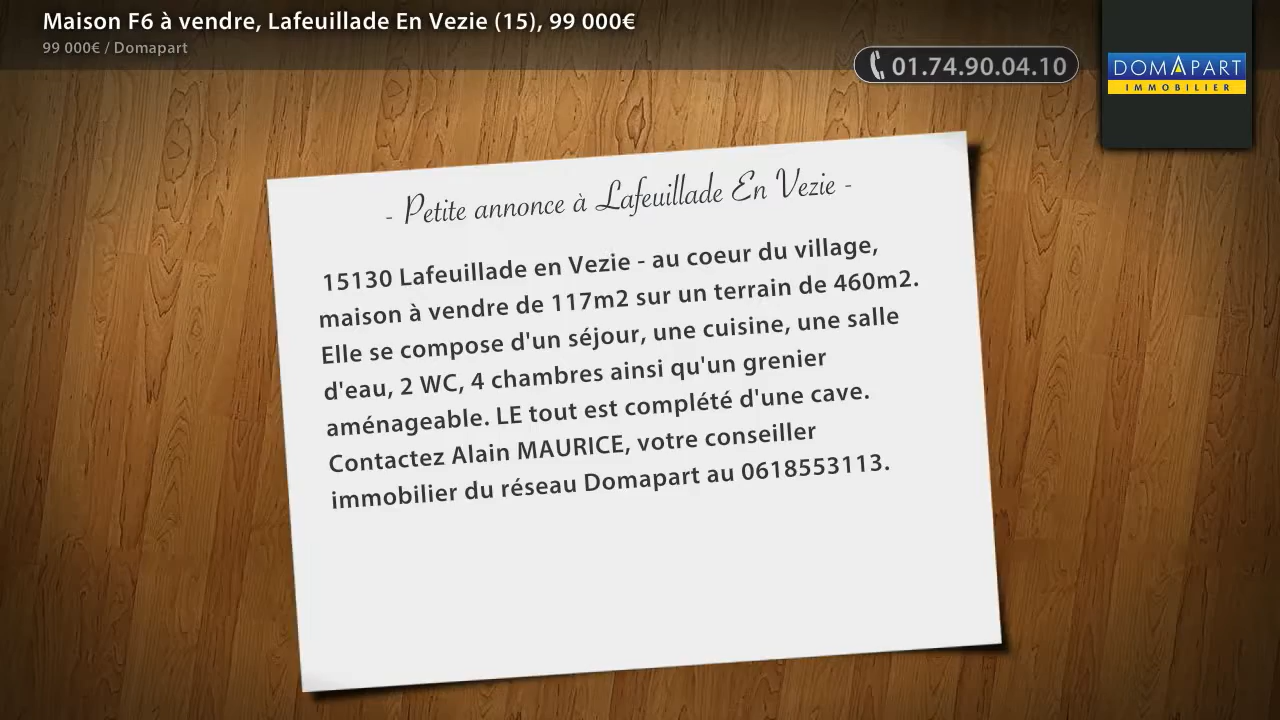 Maison F6 à vendre, Lafeuillade En Vezie (15), 99 000€
99 000€ / Domapart
01.74.90.04.10
DOMAPART
IMMOBILIER
- Petite annonce à Lafeuillade En Vezie -
15130 Lafeuillade en Vezie - au coeur du village,
maison à vendre de 117m2 sur un terrain de 460m2.
Elle se compose d'un séjour, une cuisine, une salle
d'eau, 2 WC, 4 chambres ainsi qu'un grenier
aménageable. LE tout est complété d'une cave.
Contactez Alain MAURICE, votre conseiller
immobilier du réseau Domapart au 0618553113.